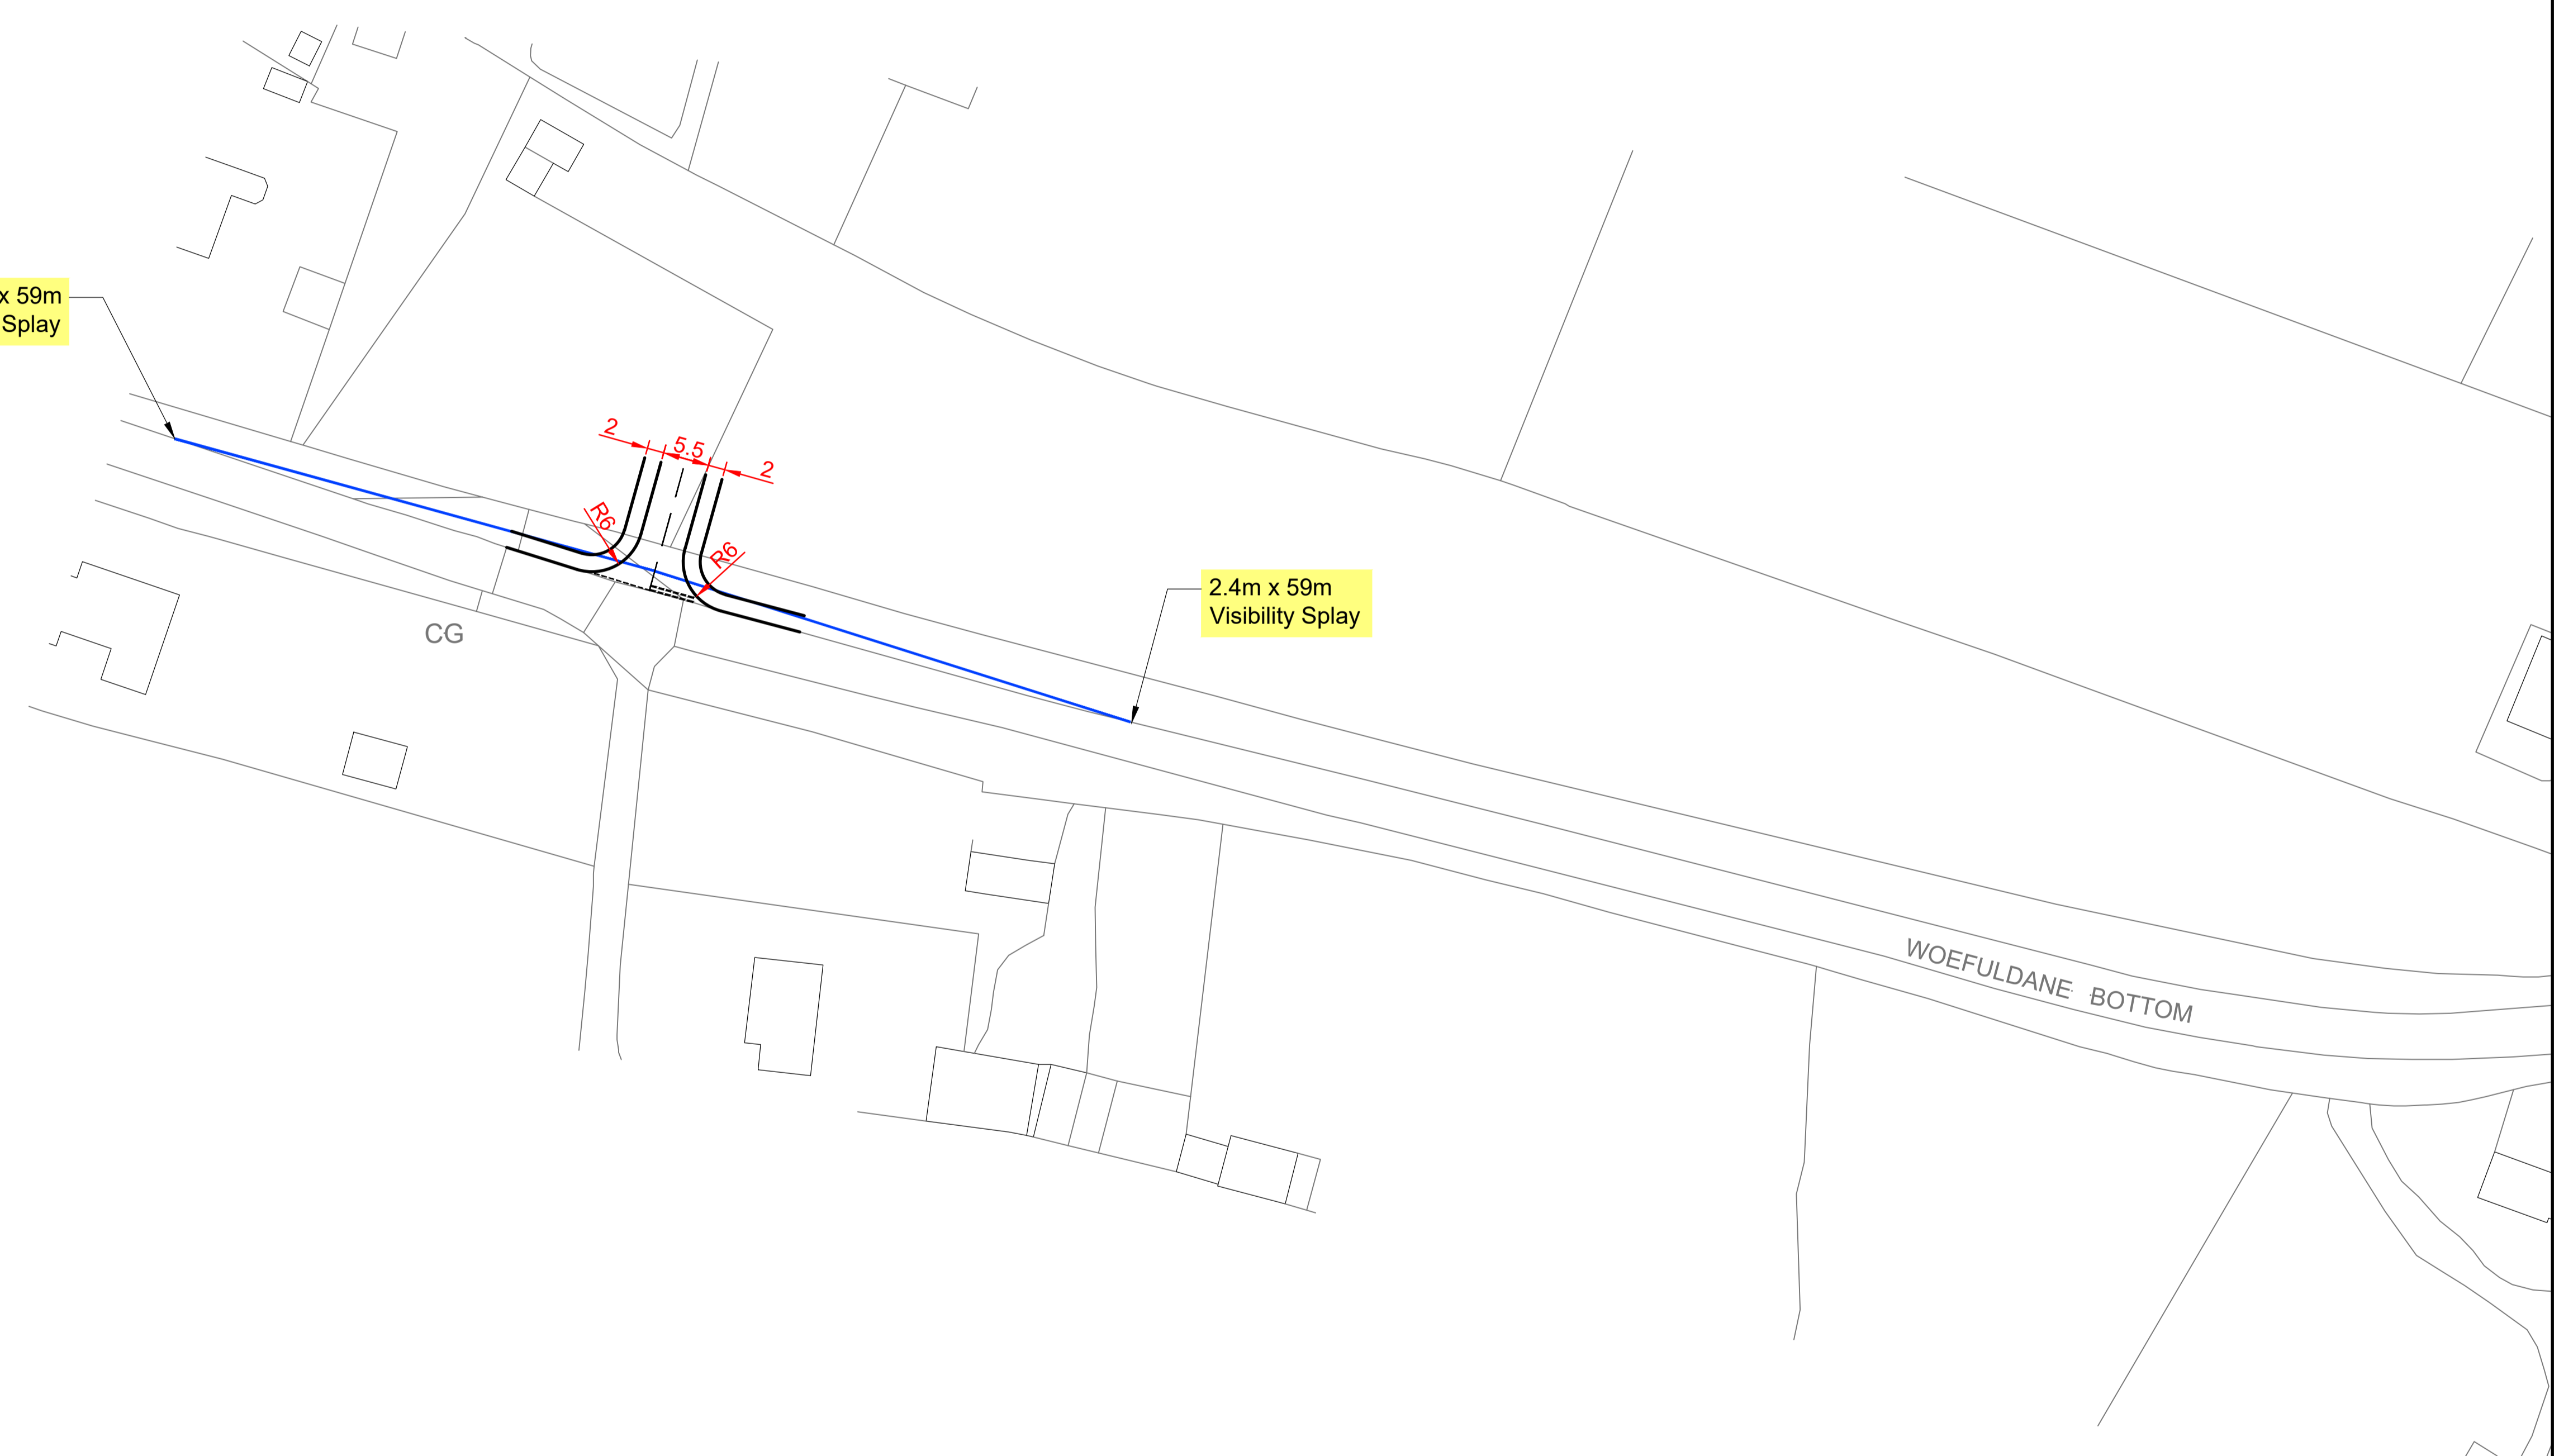 x 59m
Splay
2
5.5
2
R6
R6
2.4m x 59m
Visibility Splay
CG
WOEFULDANE BOTTOM